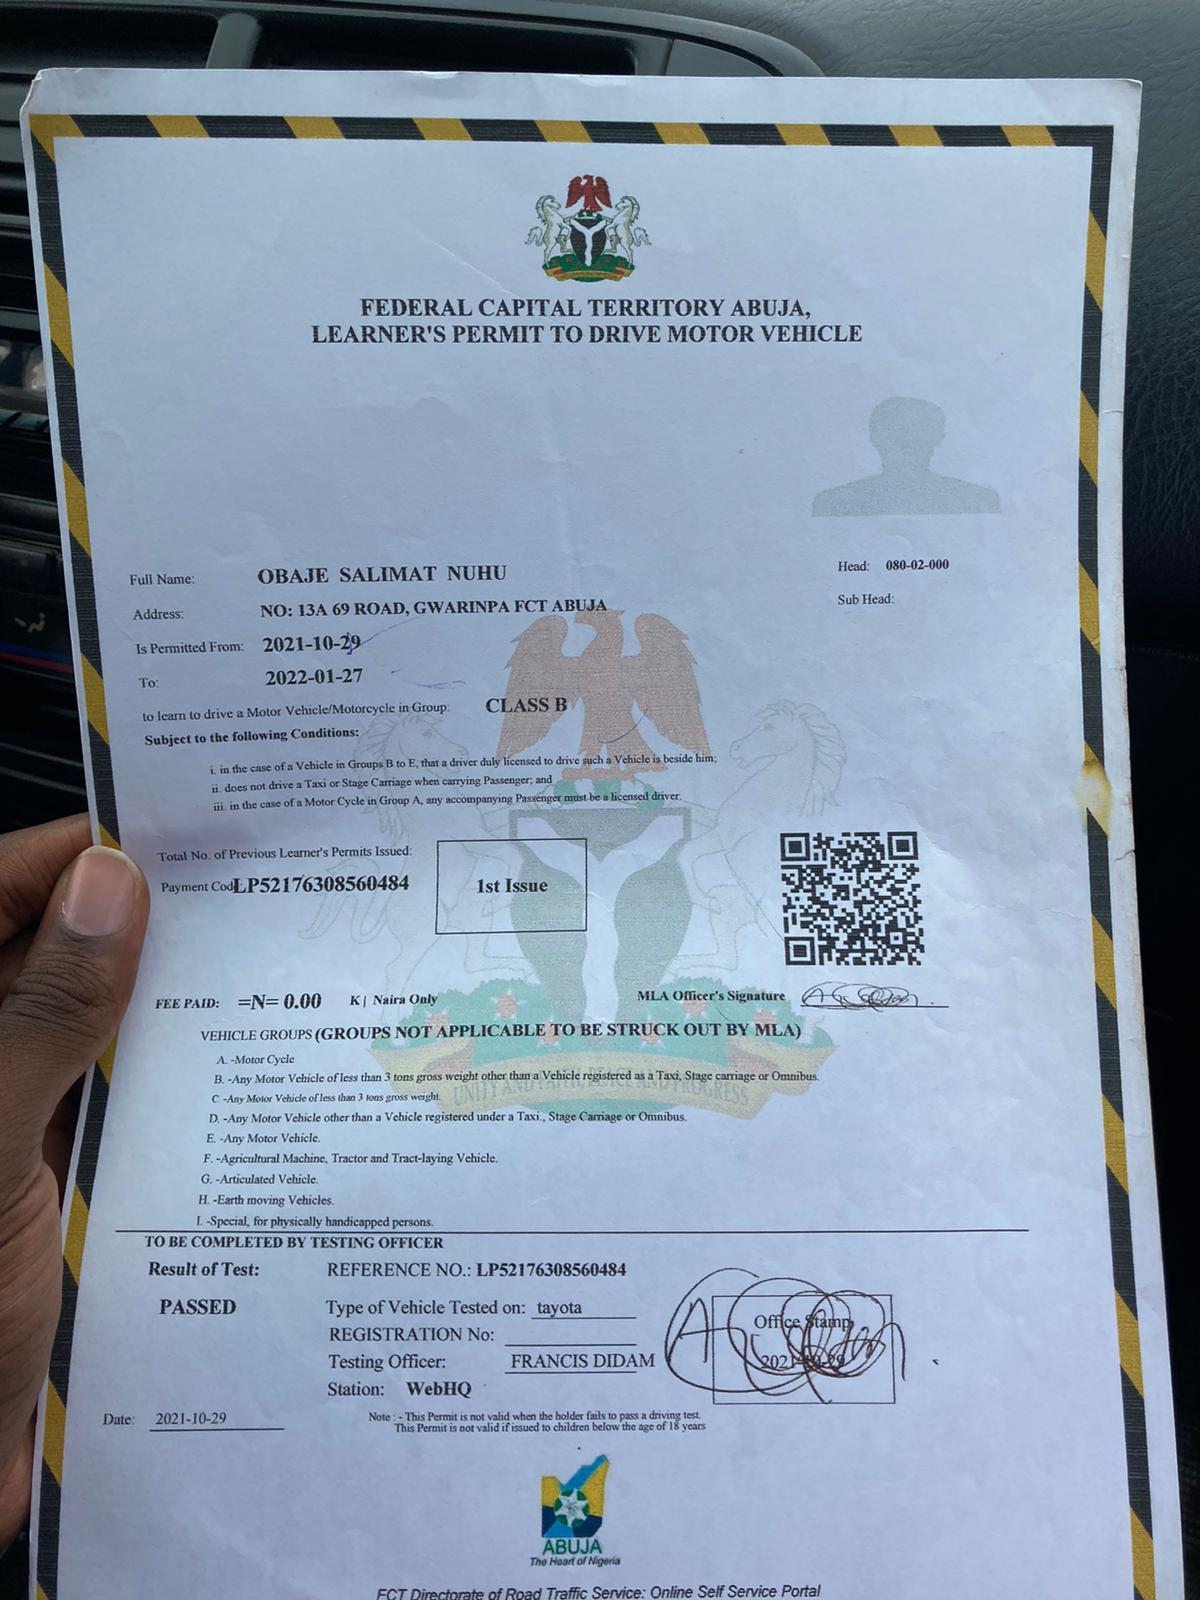 FEDERAL CAPITAL TERRITORY ABUJA,
LEARNER'S PERMIT TO DRIVE MOTOR VEHICLE
Full Name: OBAJE SALIMAT NUHU
Head: 080-02-000
Address: NO: 13A 69 ROAD, GWARINPA FCT ABUJA
Sub Head:
Is Permitted From: 2021-10-29
To: 2022-01-27
to learn to drive a Motor Vehicle/Motorcycle in Group: CLASS B
Subject to the following Conditions:
i. in the case of a Vehicle in Groups B to E, that a driver duly licensed to drive such a Vehicle is beside him;
ii. does not drive a Taxi or Stage Carriage when carrying Passenger; and
iii. in the case of a Motor Cycle in Group A, any accompanying Passenger must be a licensed driver.
Total No. of Previous Learner's Permits Issued:
1st Issue
Payment Cod LP52176308560484
FEE PAID: =N= 0.00 K| Naira Only
MLA Officer's Signature
VEHICLE GROUPS (GROUPS NOT APPLICABLE TO BE STRUCK OUT BY MLA)
A. -Motor Cycle
B. -Any Motor Vehicle of less than 3 tons gross weight other than a Vehicle registered as a Taxi, Stage carriage or Omnibus.
C. -Any Motor Vehicle of less than 3 tons gross weight.
D. -Any Motor Vehicle other than a Vehicle registered under a Taxi., Stage Carriage or Omnibus.
UNITY AND FAITH, PEACE AND PROGRESS
E. -Any Motor Vehicle.
F. -Agricultural Machine, Tractor and Tract-laying Vehicle.
G. -Articulated Vehicle.
H. -Earth moving Vehicles.
I. -Special, for physically handicapped persons.
TO BE COMPLETED BY TESTING OFFICER
Result of Test: REFERENCE NO.: LP52176308560484
PASSED Type of Vehicle Tested on: tayota
REGISTRATION No:
Testing Officer: FRANCIS DIDAM
Station: WebHQ
Office Stamp
2021-10-29
Date: 2021-10-29
Note : - This Permit is not valid when the holder fails to pass a driving test.
This Permit is not valid if issued to children below the age of 18 years
ABUJA
The Heart of Nigeria
FCT Directorate of Road Traffic Service: Online Self Service Portal